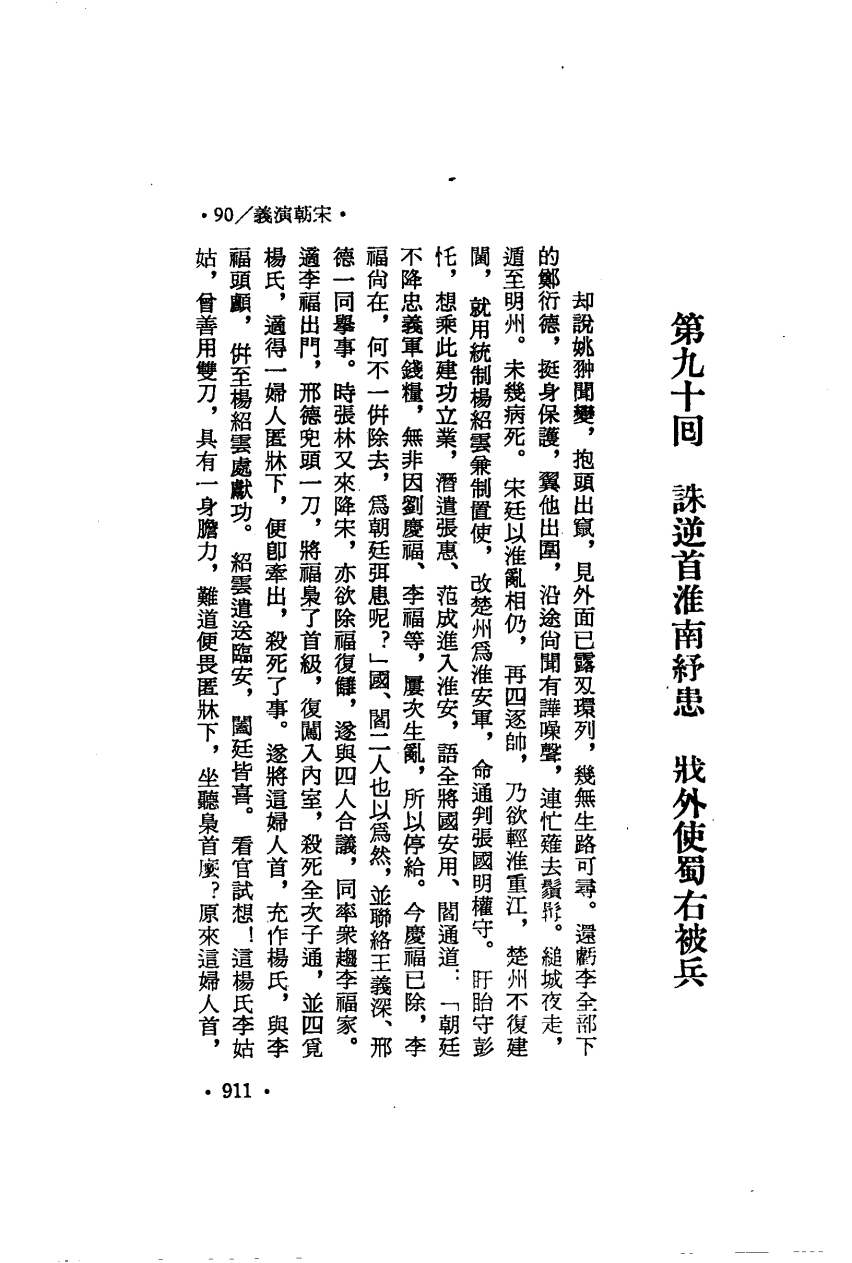 ·90／義演朝宋·
第九十回　誅逆首淮南紓患　戕外使蜀右被兵
却說姚翀聞變，抱頭出竄，見外面已露刃環列，幾無生路可尋。還虧李全部下
的鄭衍德，挺身保護，翼他出圍，沿途尚聞有譁噪聲，連忙薙去鬚髯。縋城夜走，
遁至明州。未幾病死。宋廷以淮亂相仍，再四逐帥，乃欲輕淮重江，楚州不復建
閫，就用統制楊紹雲兼制置使，改楚州爲淮安軍，命通判張國明權守。盱眙守彭
忔，想乘此建功立業，潛遣張惠、范成進入淮安，語全將國安用、閻通道：「朝廷
不降忠義軍錢糧，無非因劉慶福、李福等，屢次生亂，所以停給。今慶福已除，李
福尙在，何不一併除去，爲朝廷弭患呢？」國、閻二人也以爲然，並聯絡王義深、邢
德一同舉事。時張林又來降宋，亦欲除福復讎，遂與四人合議，同率衆趨李福家。
適李福出門，邢德兜頭一刀，將福梟了首級，復闖入內室，殺死全次子通，並四覓
楊氏，適得一婦人匿牀下，便卽牽出，殺死了事。遂將這婦人首，充作楊氏，與李
福頭顱，併至楊紹雲處獻功。紹雲遣送臨安，闔廷皆喜。看官試想！這楊氏李姑
姑，曾善用雙刀，具有一身膽力，難道便畏匿牀下，坐聽梟首麽？原來這婦人首，
·911·